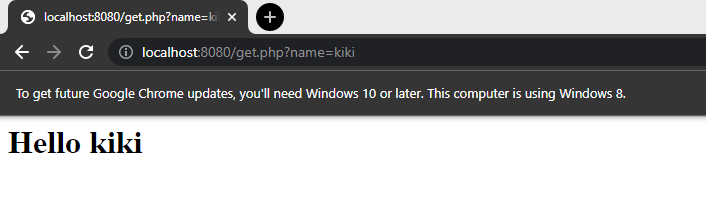 localhost:8080/get.php?name=ki
localhost:8080/get.php?name=kiki
To get future Google Chrome updates, you'll need Windows 10 or later. This computer is using Windows 8.
Hello kiki